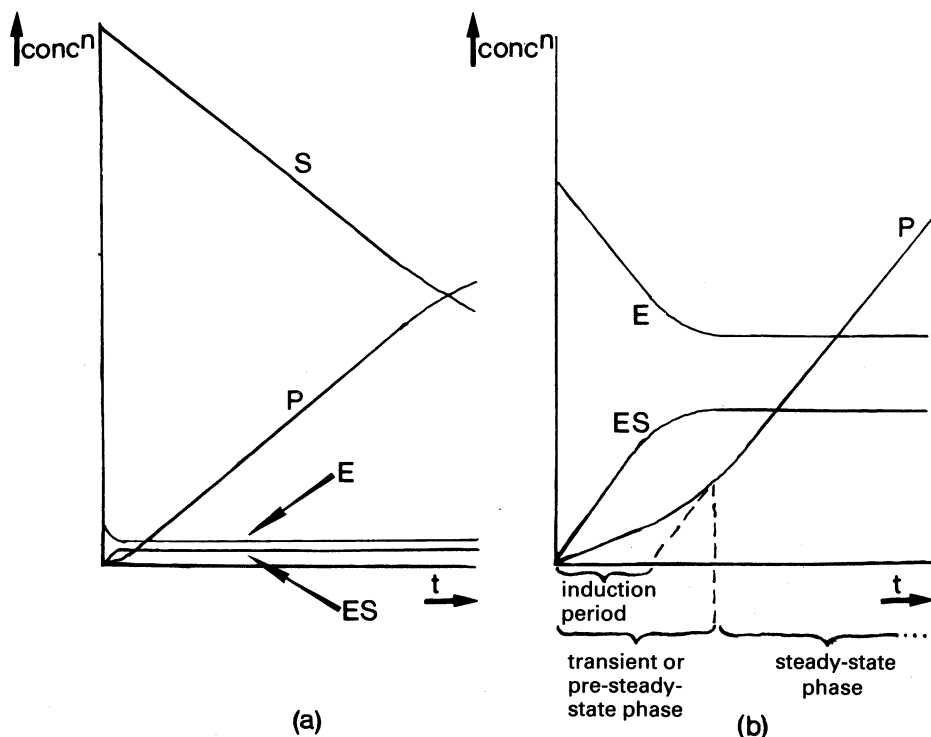 concⁿ
S
P
E
ES
t
(a)
concⁿ
P
E
ES
t
induction
period
transient or
pre-steady-
state phase
steady-state
phase
(b)